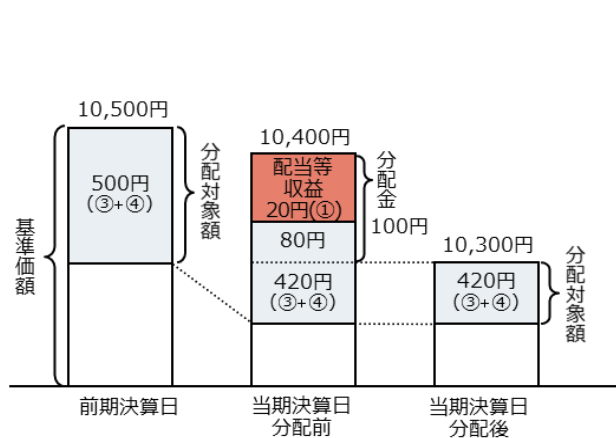 10,500円
500円
(③+④)
分配対象額
基準価額
前期決算日
10,400円
配当等
収益
20円(①)
80円
420円
(③+④)
分配金
100円
当期決算日
分配前
10,300円
420円
(③+④)
分配対象額
当期決算日
分配後